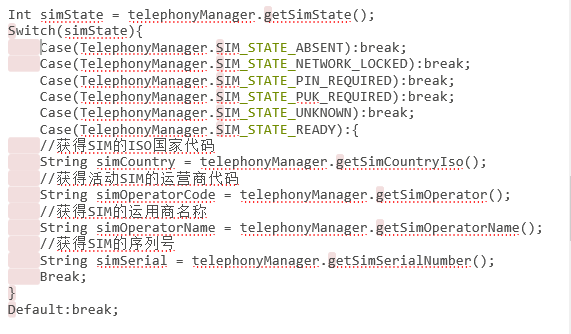 Int simState = telephonyManager.getSimState();
Switch(simState){
Case(TelephonyManager.SIM_STATE_ABSENT):break;
Case(TelephonyManager.SIM_STATE_NETWORK_LOCKED):break;
Case(TelephonyManager.SIM_STATE_PIN_REQUIRED):break;
Case(TelephonyManager.SIM_STATE_PUK_REQUIRED):break;
Case(TelephonyManager.SIM_STATE_UNKNOWN):break;
Case(TelephonyManager.SIM_STATE_READY):{
//获得SIM的ISO国家代码
String simCountry = telephonyManager.getSimCountryIso();
//获得活动SIM的运营商代码
String simOperatorCode = telephonyManager.getSimOperator();
//获得SIM的运用商名称
String simOperatorName = telephonyManager.getSimOperatorName();
//获得SIM的序列号
String simSerial = telephonyManager.getSimSerialNumber();
Break;
}
Default:break;